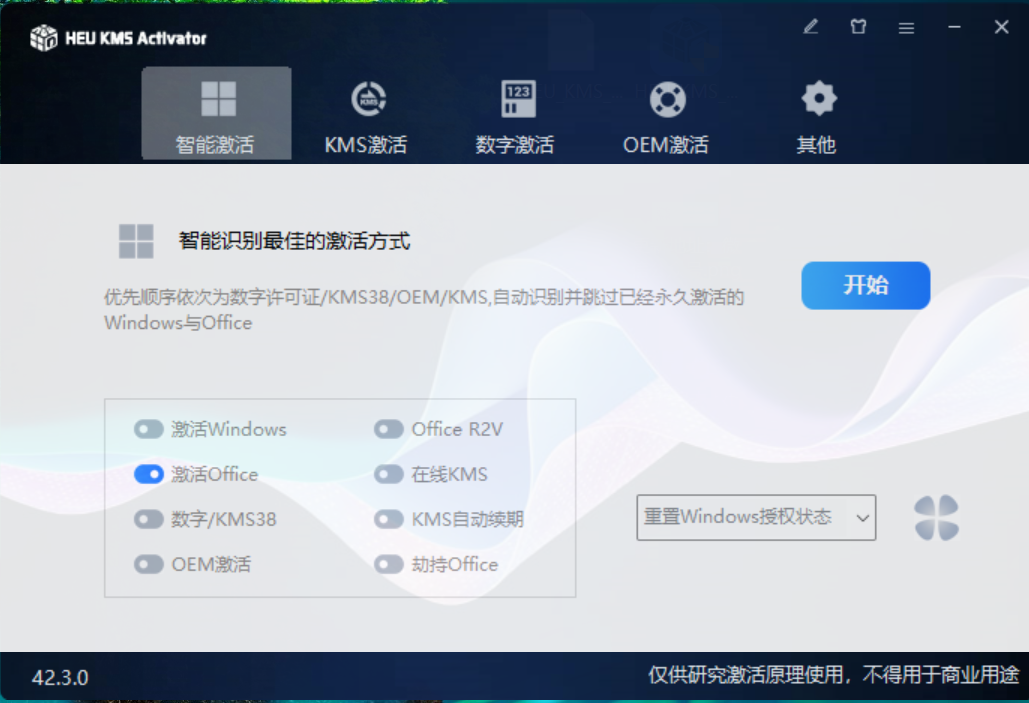 HEU KMS Activator
智能激活
KMS激活
123
数字激活
OEM激活
其他
智能识别最佳的激活方式
优先顺序依次为数字许可证/KMS38/OEM/KMS,自动识别并跳过已经永久激活的
Windows与Office
开始
激活Windows
Office R2V
激活Office
在线KMS
数字/KMS38
KMS自动续期
OEM激活
劫持Office
重置Windows授权状态
42.3.0
仅供研究激活原理使用，不得用于商业用途